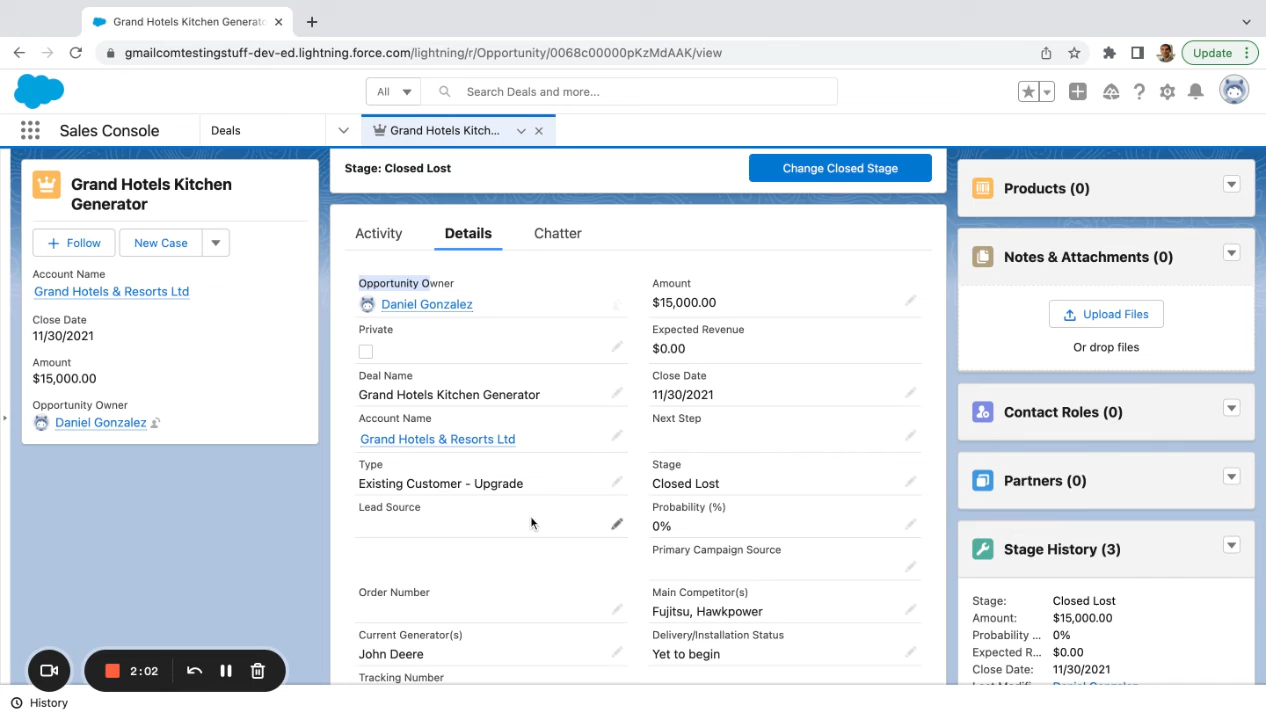 Grand Hotels Kitchen Generato
gmailcomtestingstuff-dev-ed.lightning.force.com/lightning/r/Opportunity/0068c00000pKzMdAAK/view
Update
All
Search Deals and more...
Sales Console
Deals
Grand Hotels Kitch...
Grand Hotels Kitchen
Generator
Follow
New Case
Account Name
Grand Hotels & Resorts Ltd
Close Date
11/30/2021
Amount
$15,000.00
Opportunity Owner
Daniel Gonzalez
Stage: Closed Lost
Change Closed Stage
Activity
Details
Chatter
Opportunity Owner
Daniel Gonzalez
Amount
$15,000.00
Private
Expected Revenue
$0.00
Deal Name
Grand Hotels Kitchen Generator
Close Date
11/30/2021
Account Name
Grand Hotels & Resorts Ltd
Next Step
Type
Existing Customer - Upgrade
Stage
Closed Lost
Lead Source
Probability (%)
0%
Primary Campaign Source
Order Number
Main Competitor(s)
Fujitsu, Hawkpower
Current Generator(s)
John Deere
Delivery/Installation Status
Yet to begin
Tracking Number
Products (0)
Notes & Attachments (0)
Upload Files
Or drop files
Contact Roles (0)
Partners (0)
Stage History (3)
Stage: Closed Lost
Amount: $15,000.00
Probability ... 0%
Expected R... $0.00
Close Date: 11/30/2021
2:02
History